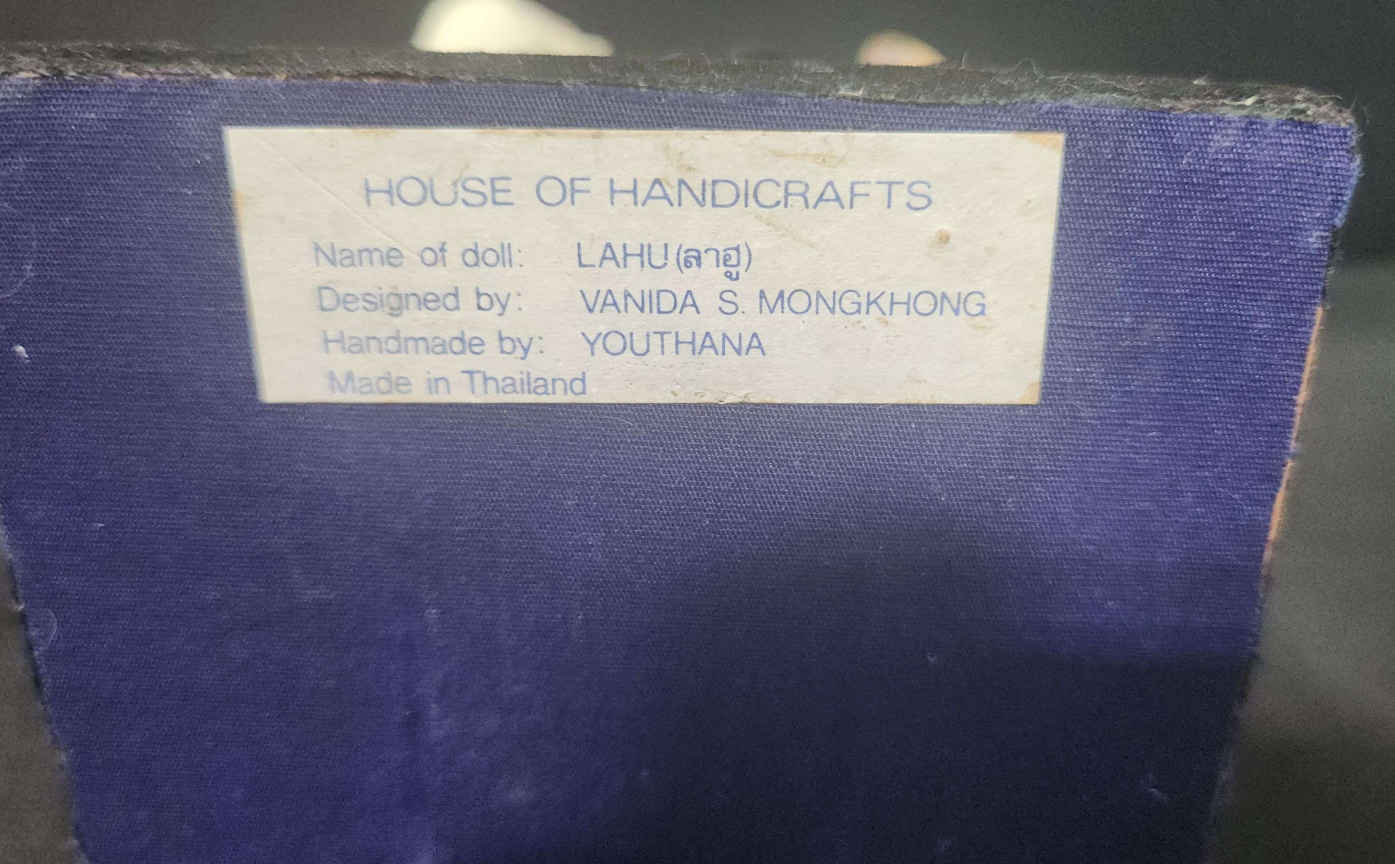 HOUSE OF HANDICRAFTS
Name of doll: LAHU (ลาฮู)
Designed by: VANIDA S. MONGKHONG
Handmade by: YOUTHANA
Made in Thailand